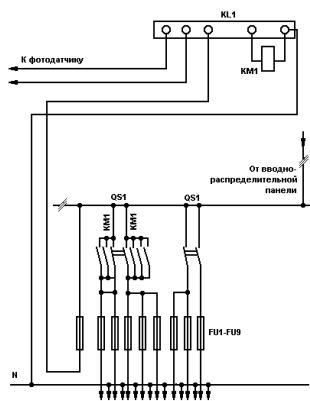 KL1
К фотодатчику
KM1
От вводно-
распределительной
панели
QS1
QS1
KM1
KM1
FU1-FU9
N